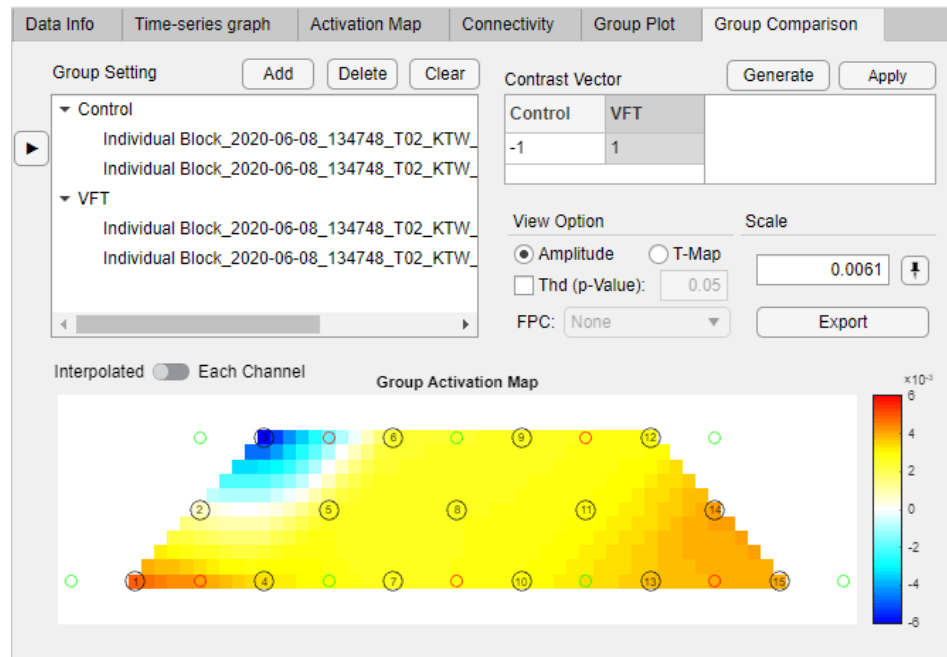 Data Info Time-series graph Activation Map Connectivity Group Plot Group Comparison
Group Setting Add Delete Clear
Control
Individual Block_2020-06-08_134748_T02_KTW_
Individual Block_2020-06-08_134748_T02_KTW_
VFT
Individual Block_2020-06-08_134748_T02_KTW_
Individual Block_2020-06-08_134748_T02_KTW_
Contrast Vector Generate Apply
Control VFT
-1 1
View Option
Amplitude T-Map
Thd (p-Value): 0.05
FPC: None
Scale
0.0061
Export
Interpolated Each Channel
Group Activation Map
×10⁻³
6
4
2
0
-2
-4
-6
3 6 9 12
2 5 8 11 14
1 4 7 10 13 15